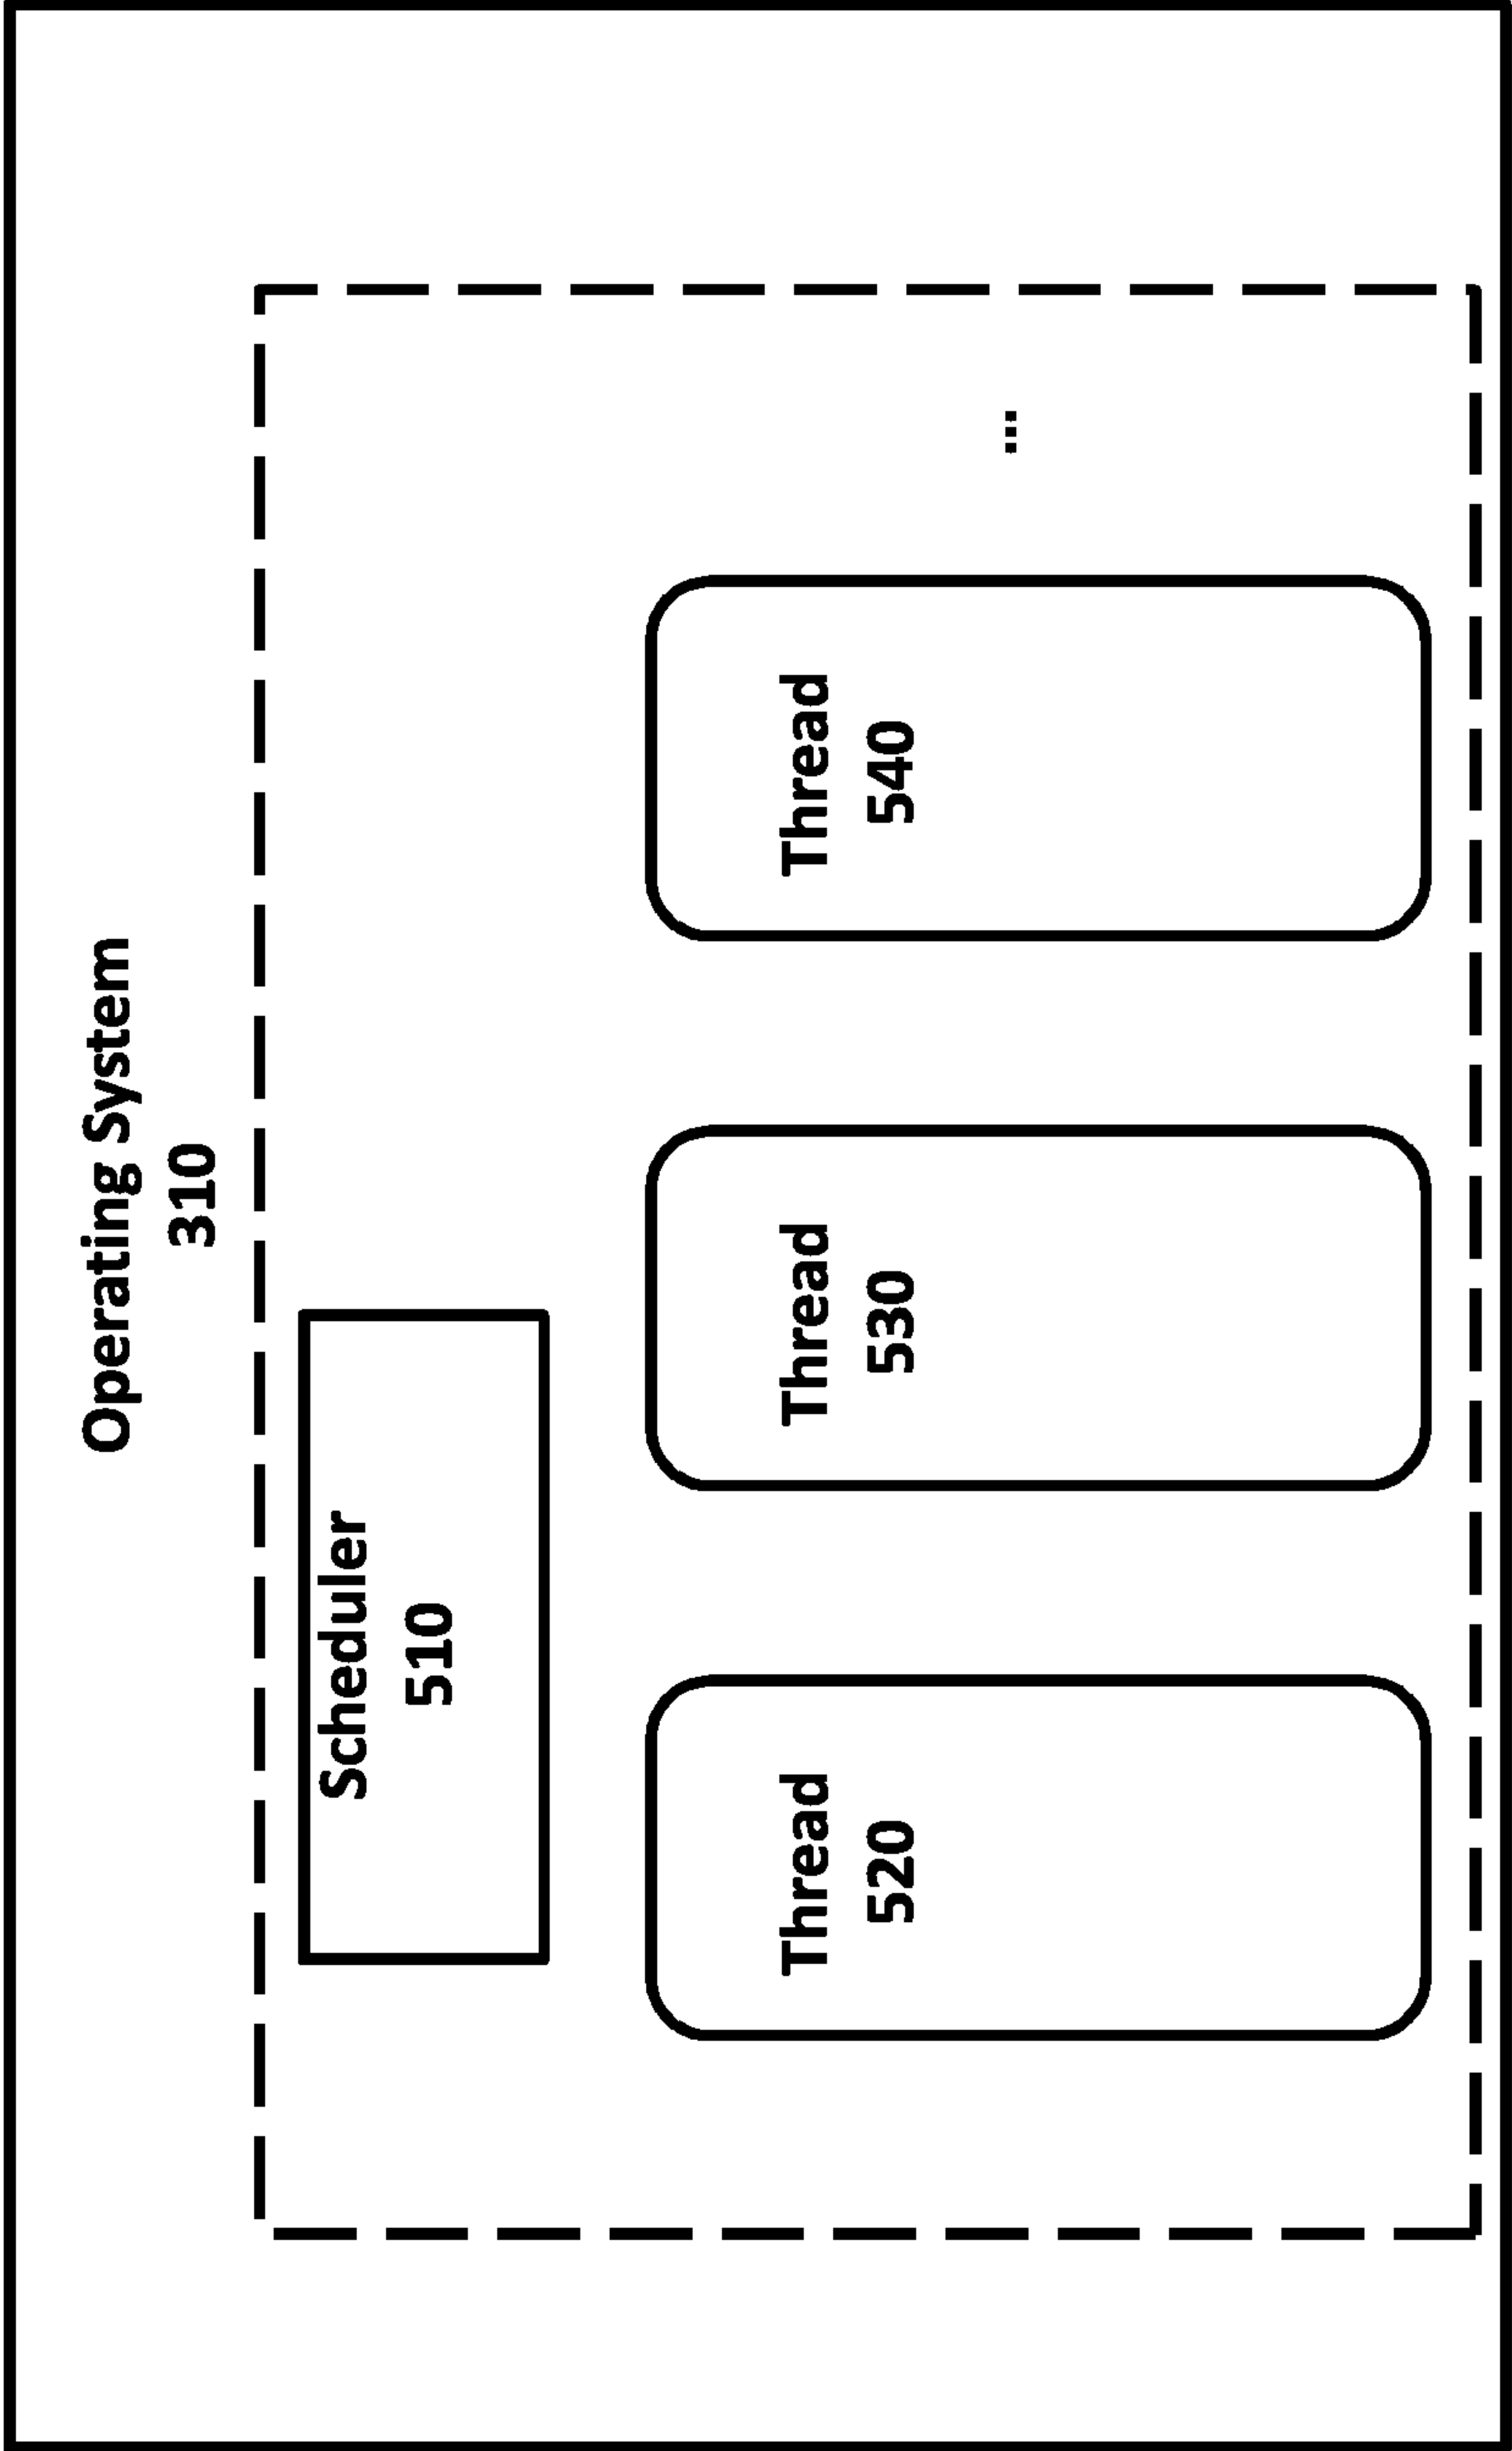 Operating System
310
Scheduler
510
Thread
520
Thread
530
Thread
540
...